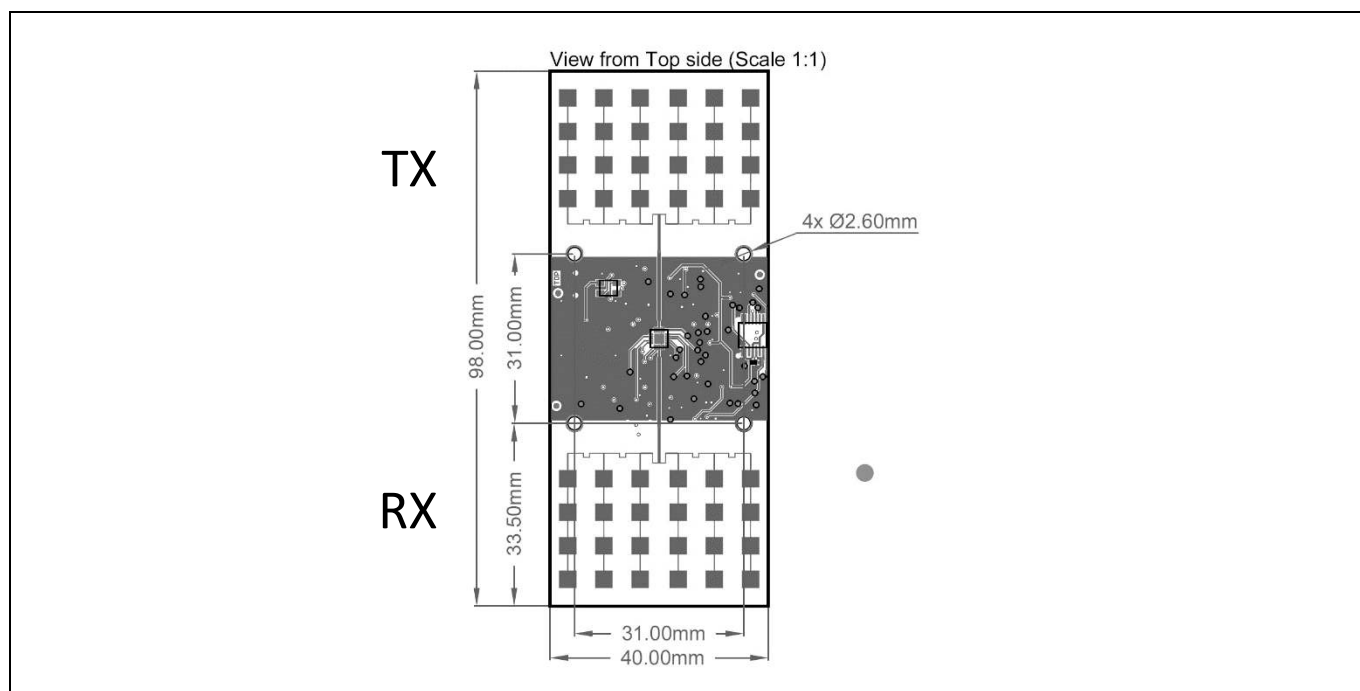 View from Top side (Scale 1:1)
TX
4x Ø2.60mm
TOP
98.00mm
31.00mm
RX
33.50mm
31.00mm
40.00mm